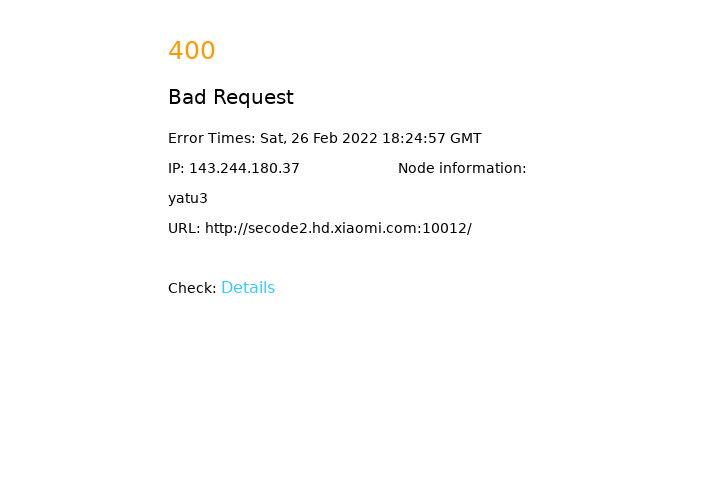 400
Bad Request
Error Times: Sat, 26 Feb 2022 18:24:57 GMT
IP: 143.244.180.37 Node information:
yatu3
URL: http://secode2.hd.xiaomi.com:10012/
Check: Details